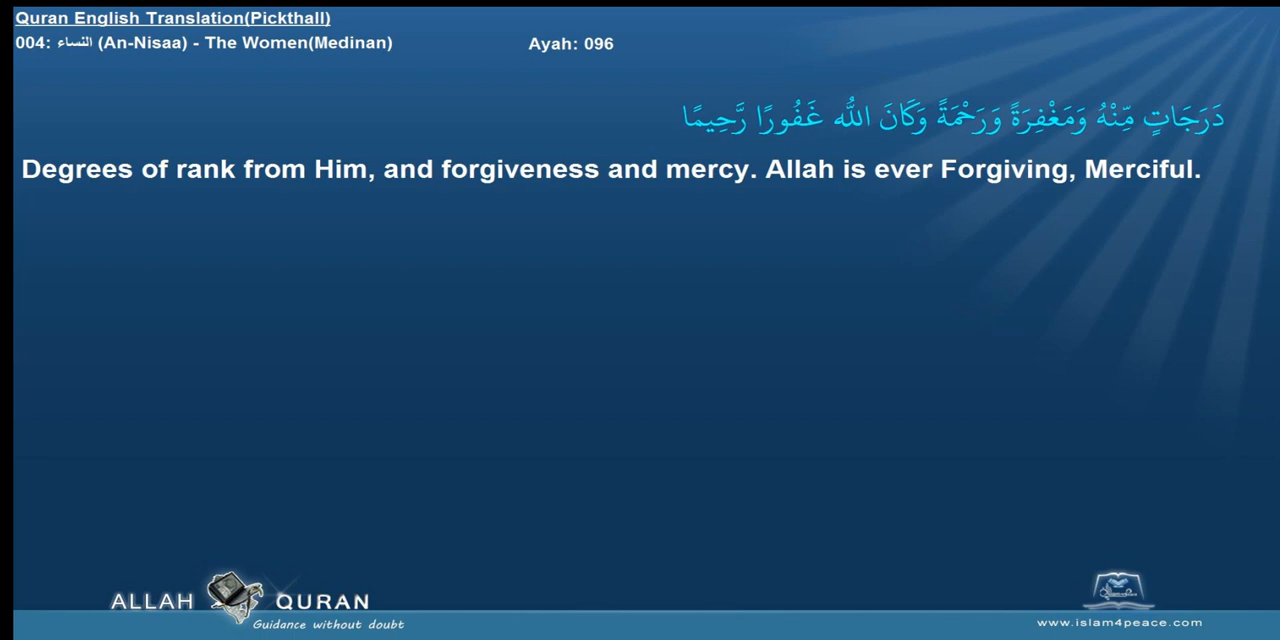 Quran English Translation(Pickthall)
004: النساء (An-Nisaa) - The Women(Medinan) Ayah: 096
دَرَجَاتٍ مِّنْهُ وَمَغْفِرَةً وَرَحْمَةً وَكَانَ اللّٰه غَفُورًا رَّحِيمًا
Degrees of rank from Him, and forgiveness and mercy. Allah is ever Forgiving, Merciful.
ALLAH QURAN
Guidance without doubt
www.islam4peace.com